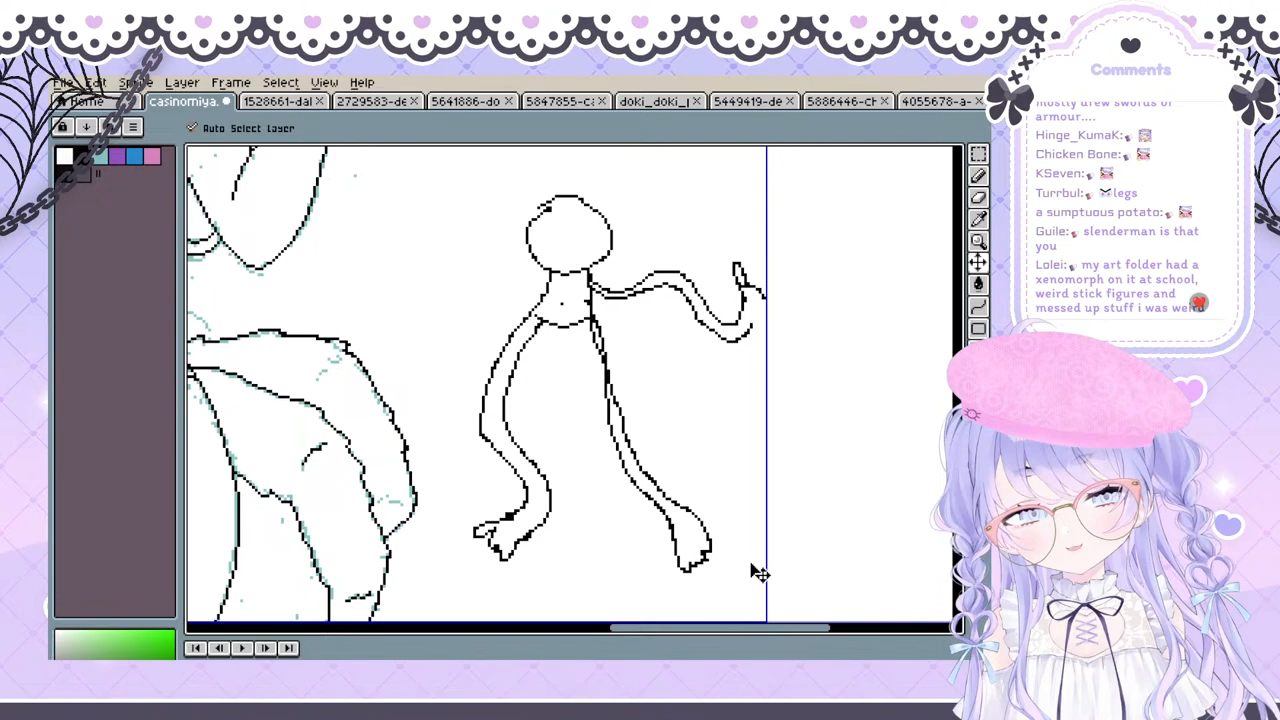 File Edit Sprite Layer Frame Select View Help
Home casinomiya. 1528661-dal 2729583-de 5641886-do 5847855-ca doki_doki_l 5449419-de 5886446-ch 4055678-a-
Auto Select Layer
Comments
mostly drew swords or
armour....
Hinge_KumaK:
Chicken Bone:
KSeven:
Turrbul: legs
a sumptuous potato:
Guile: slenderman is that
you
Lolei: my art folder had a
xenomorph on it at school,
weird stick figures and
messed up stuff i was weird